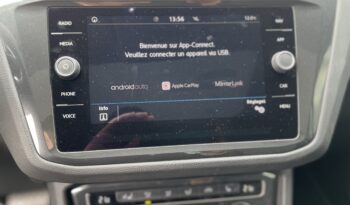 RADIO
MEDIA
PHONE
VOICE
13:56
Bienvenue sur App-Connect.
Veuillez connecter un appareil via USB.
androidauto
Apple CarPlay
MirrorLink
Info
Réglages
NAV
APP
CAR
MENU